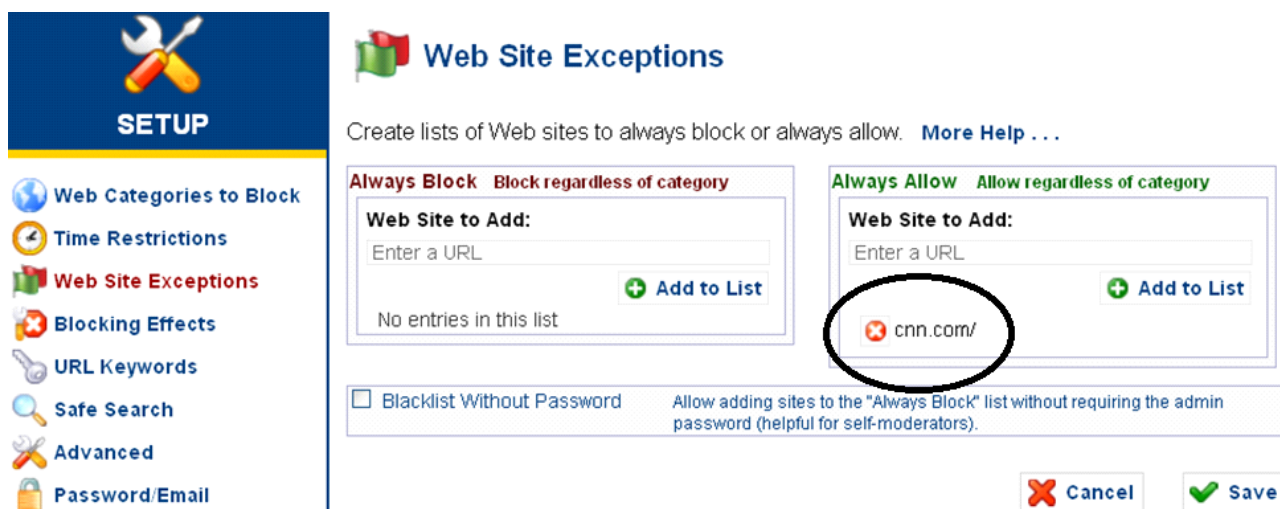 SETUP
Web Categories to Block
Time Restrictions
Web Site Exceptions
Blocking Effects
URL Keywords
Safe Search
Advanced
Password/Email
Web Site Exceptions
Create lists of Web sites to always block or always allow. More Help . . .
Always Block Block regardless of category
Web Site to Add:
Enter a URL
Add to List
No entries in this list
Always Allow Allow regardless of category
Web Site to Add:
Enter a URL
Add to List
cnn.com/
Blacklist Without Password
Allow adding sites to the "Always Block" list without requiring the admin
password (helpful for self-moderators).
Cancel
Save